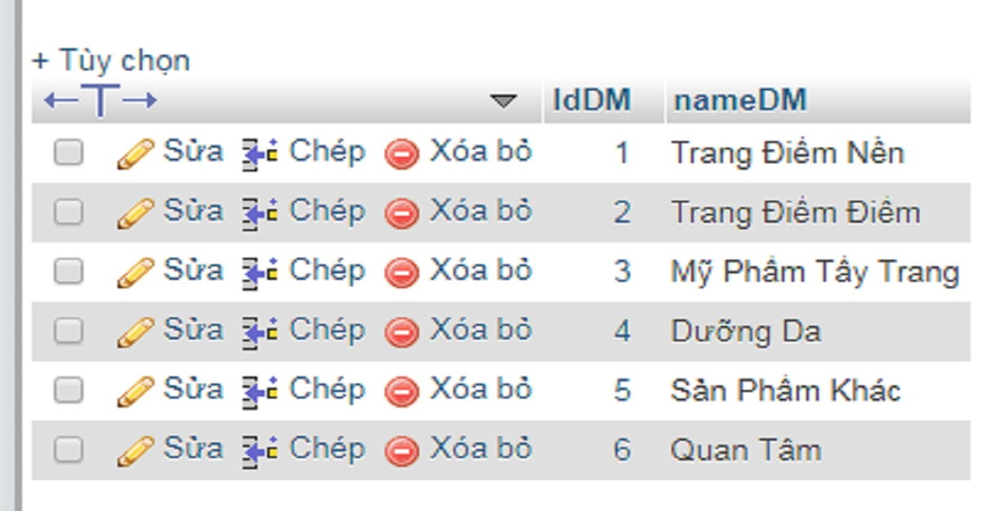 + Tùy chọn
←T→ IdDM nameDM
Sửa Chép Xóa bỏ 1 Trang Điểm Nền
Sửa Chép Xóa bỏ 2 Trang Điểm Điểm
Sửa Chép Xóa bỏ 3 Mỹ Phẩm Tẩy Trang
Sửa Chép Xóa bỏ 4 Dưỡng Da
Sửa Chép Xóa bỏ 5 Sản Phẩm Khác
Sửa Chép Xóa bỏ 6 Quan Tâm